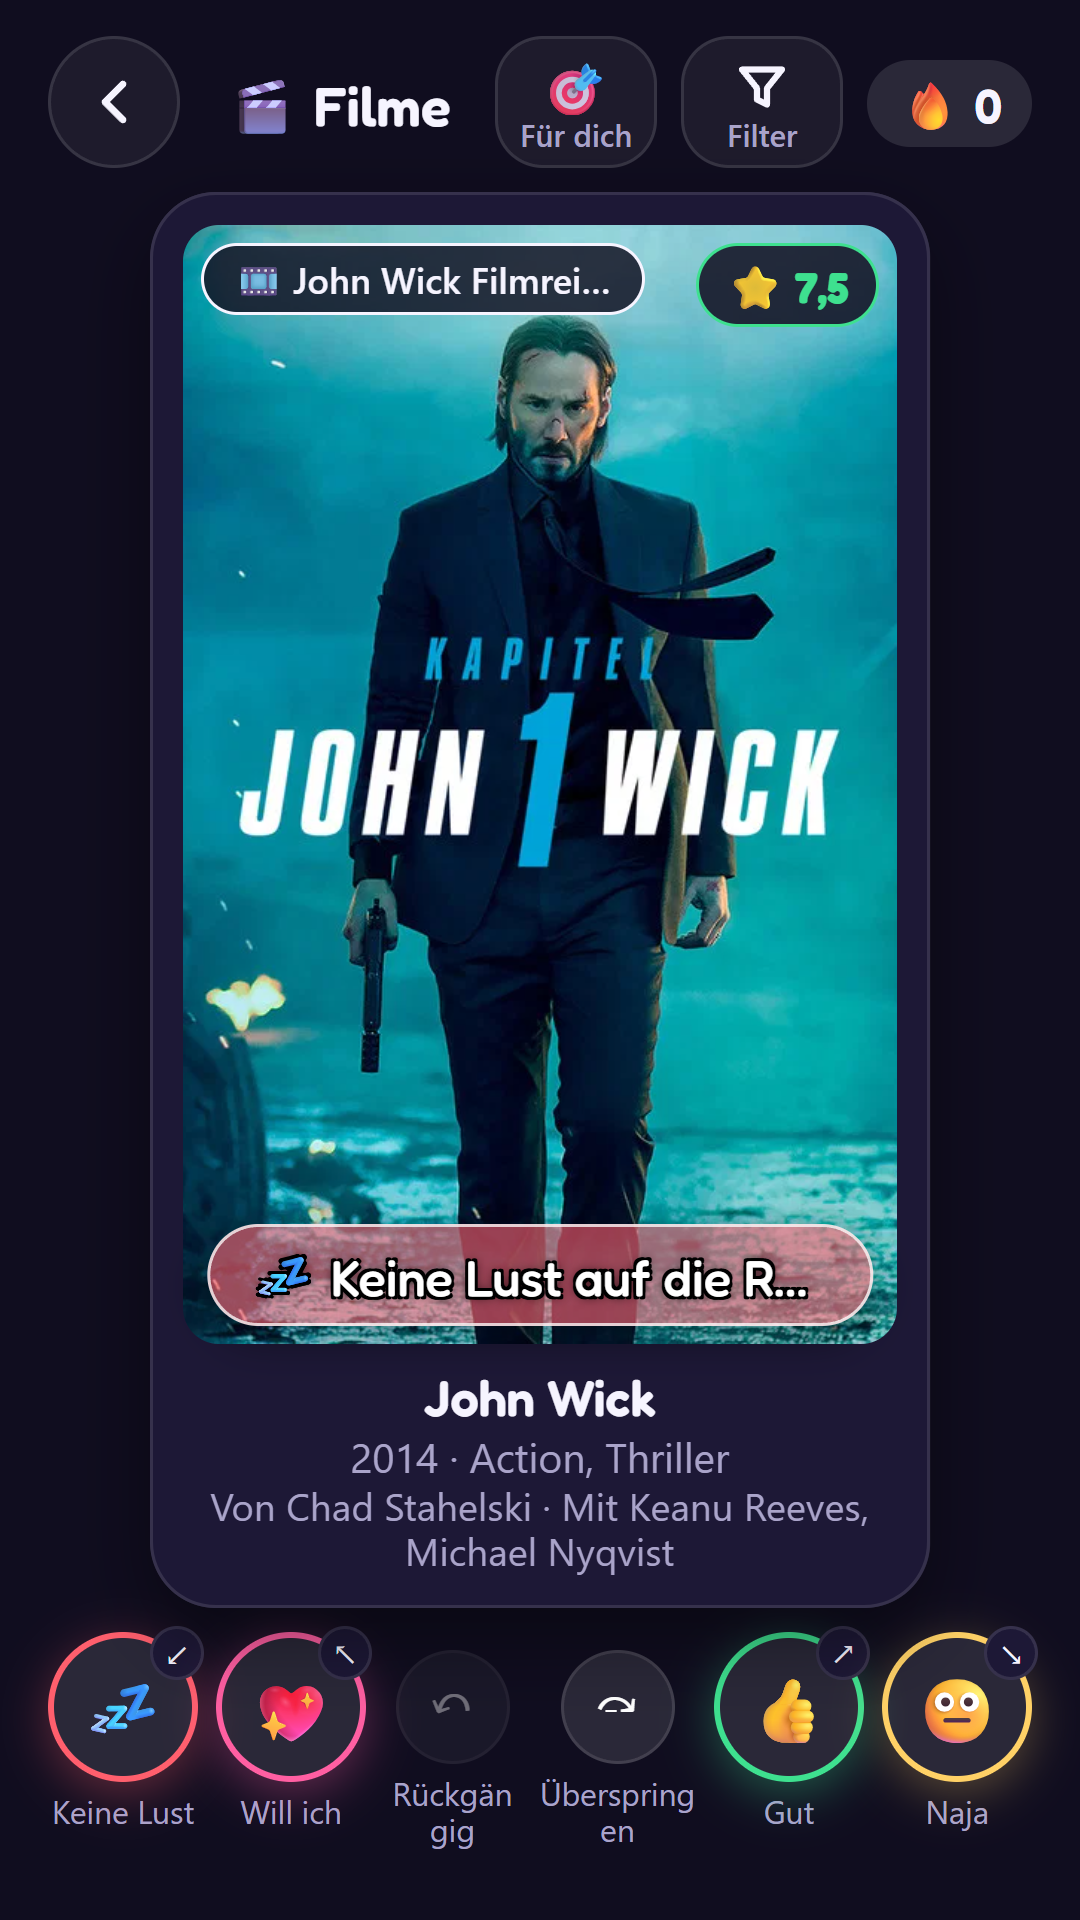 Filme
Für dich
Filter
0
John Wick Filmrei...
7,5
KAPITEL
JOHN 1 WICK
Keine Lust auf die R...
John Wick
2014 · Action, Thriller
Von Chad Stahelski · Mit Keanu Reeves,
Michael Nyqvist
Keine Lust
Will ich
Rückgän
gig
Überspring
en
Gut
Naja